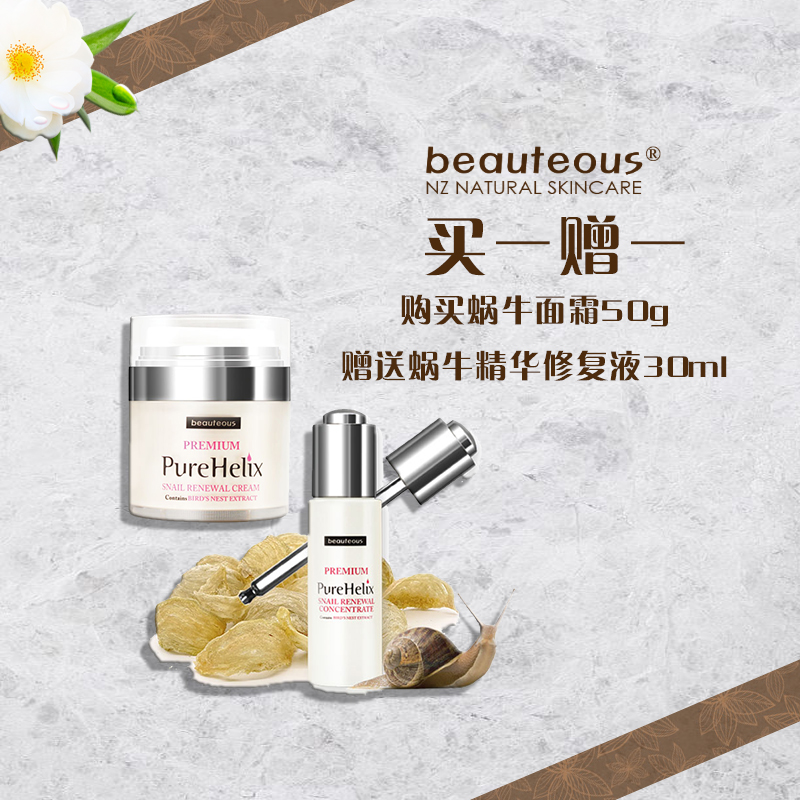 beauteous®
NZ NATURAL SKINCARE
买一赠一
购买蜗牛面霜50g
赠送蜗牛精华修复液30ml
beauteous
PREMIUM
PureHelix
SNAIL RENEWAL CREAM
Contains BIRD'S NEST EXTRACT
beauteous
PREMIUM
PureHelix
SNAIL RENEWAL
CONCENTRATE
Contains BIRD'S NEST EXTRACT